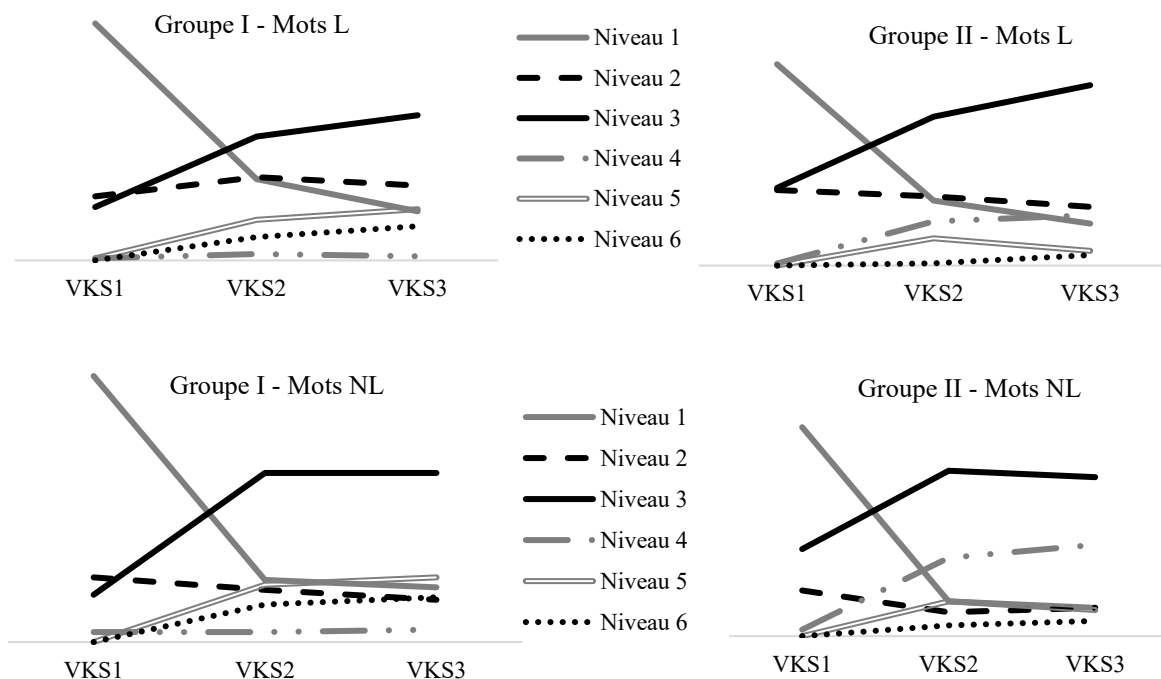 Groupe I - Mots L
Niveau 1
Niveau 2
Niveau 3
Niveau 4
Niveau 5
Niveau 6
VKS1 VKS2 VKS3
Groupe II - Mots L
VKS1 VKS2 VKS3
Groupe I - Mots NL
Niveau 1
Niveau 2
Niveau 3
Niveau 4
Niveau 5
Niveau 6
VKS1 VKS2 VKS3
Groupe II - Mots NL
VKS1 VKS2 VKS3